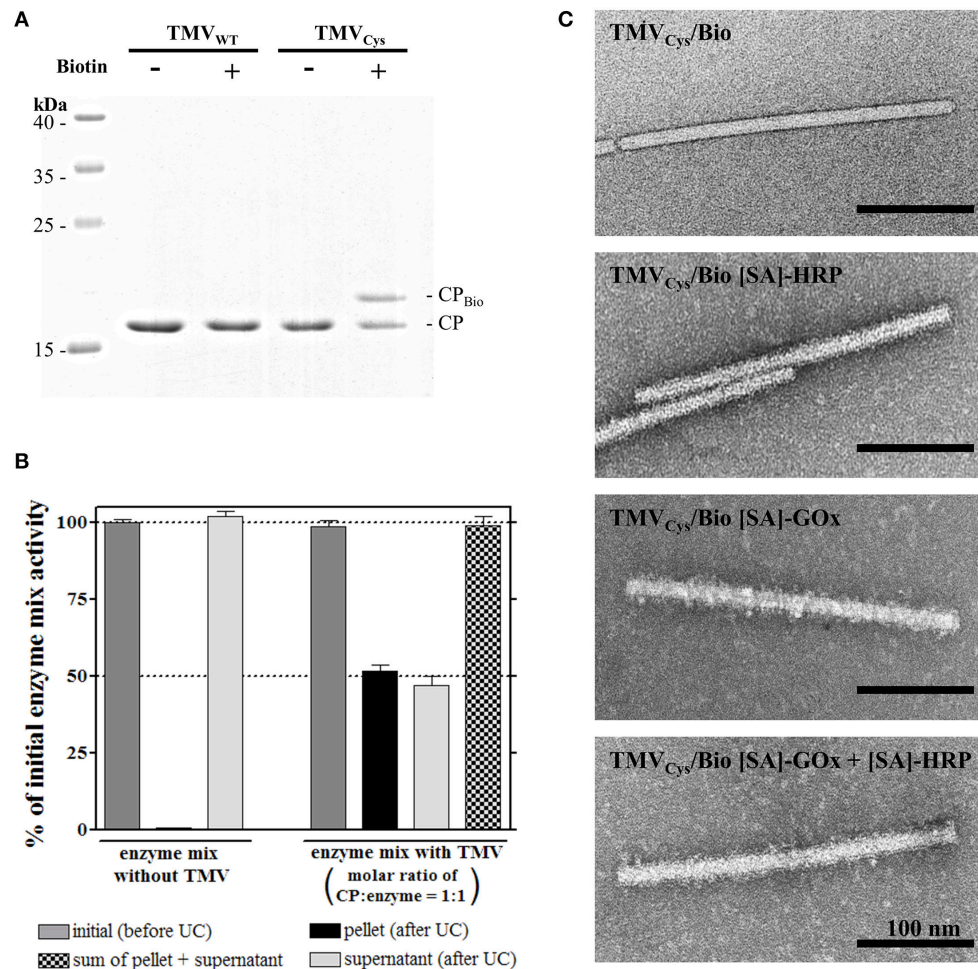 A
TMVWT TMVCys
Biotin - + - +
kDa
40 -
35 -
25 -
- CPBio
- CP
15 -
B
% of initial enzyme mix activity
100
75
50
25
0
enzyme mix without TMV
enzyme mix with TMV
( molar ratio of CP:enzyme = 1:1 )
initial (before UC)
pellet (after UC)
sum of pellet + supernatant
supernatant (after UC)
C
TMVCys/Bio
TMVCys/Bio [SA]-HRP
TMVCys/Bio [SA]-GOx
TMVCys/Bio [SA]-GOx + [SA]-HRP
100 nm